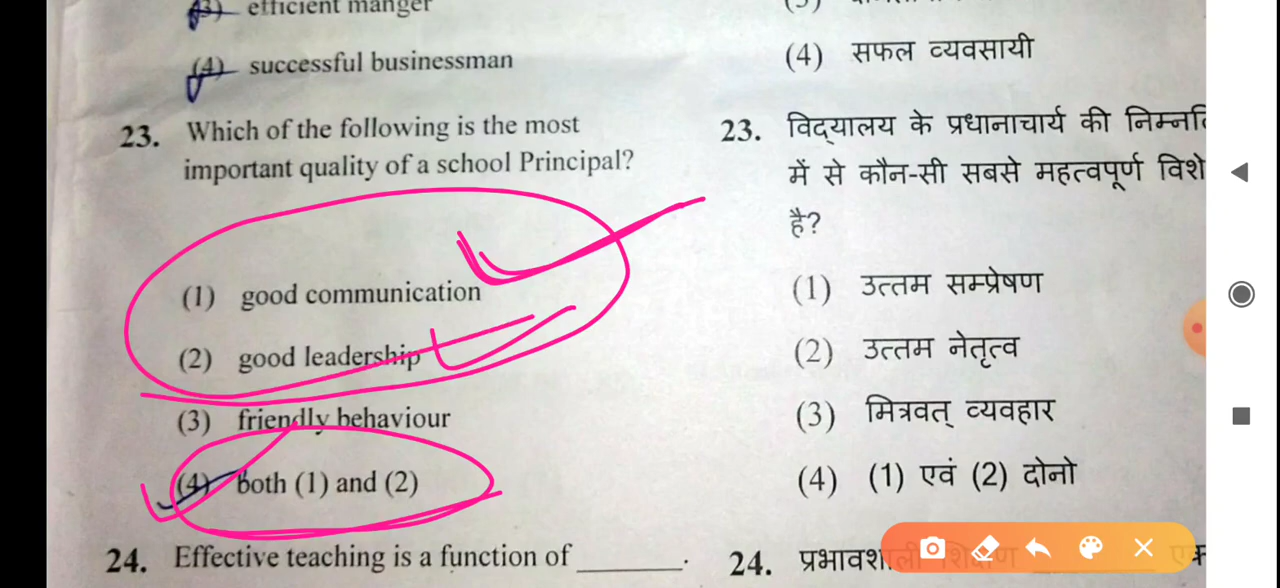 (3) efficient manger
(4) successful businessman
23. Which of the following is the most
important quality of a school Principal?
(1) good communication
(2) good leadership
(3) friendly behaviour
(4) both (1) and (2)
24. Effective teaching is a function of ______.
(4) सफल व्यवसायी
23. विद्यालय के प्रधानाचार्य की
में से कौन-सी सबसे महत्वपूर्ण
है?
(1) उत्तम सम्प्रेषण
(2) उत्तम नेतृत्व
(3) मित्रवत् व्यवहार
(4) (1) एवं (2) दोनो
24.